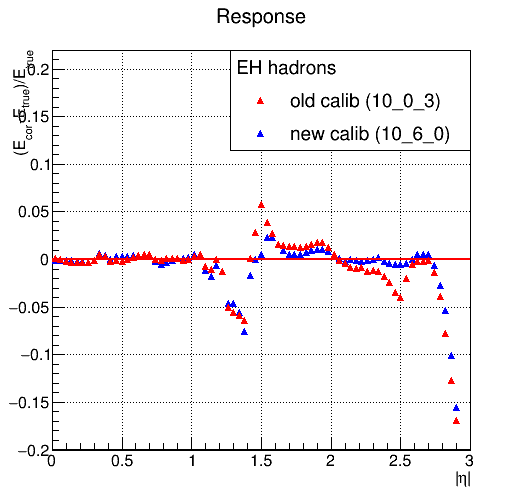 Response
(E_cor-E_true)/E_true
EH hadrons
old calib (10_0_3)
new calib (10_6_0)
0.2
0.15
0.1
0.05
0
−0.05
−0.1
−0.15
−0.2
0 0.5 1 1.5 2 2.5 3
|η|